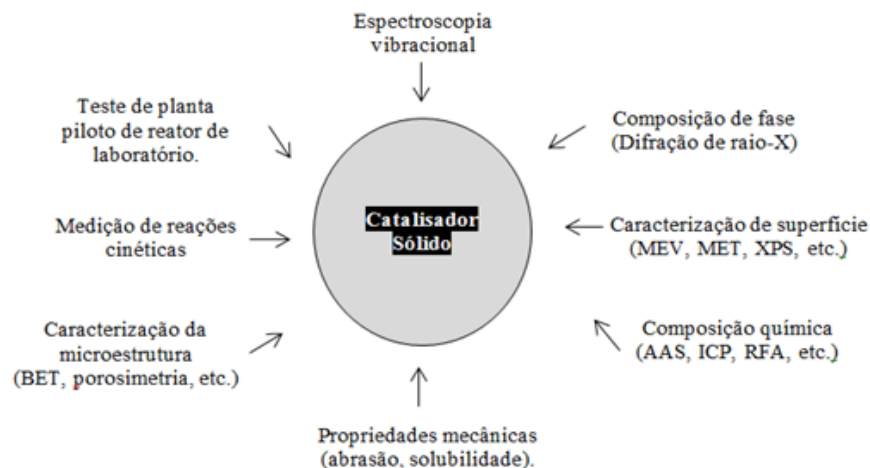 Espectroscopia
vibracional
Teste de planta
piloto de reator de
laboratório.
Composição de fase
(Difração de raio-X)
Catalisador
Sólido
Medição de reações
cinéticas
Caracterização de superfície
(MEV, MET, XPS, etc.)
Caracterização da
microestrutura
(BET, porosimetria, etc.)
Composição química
(AAS, ICP, RFA, etc.)
Propriedades mecânicas
(abrasão, solubilidade).